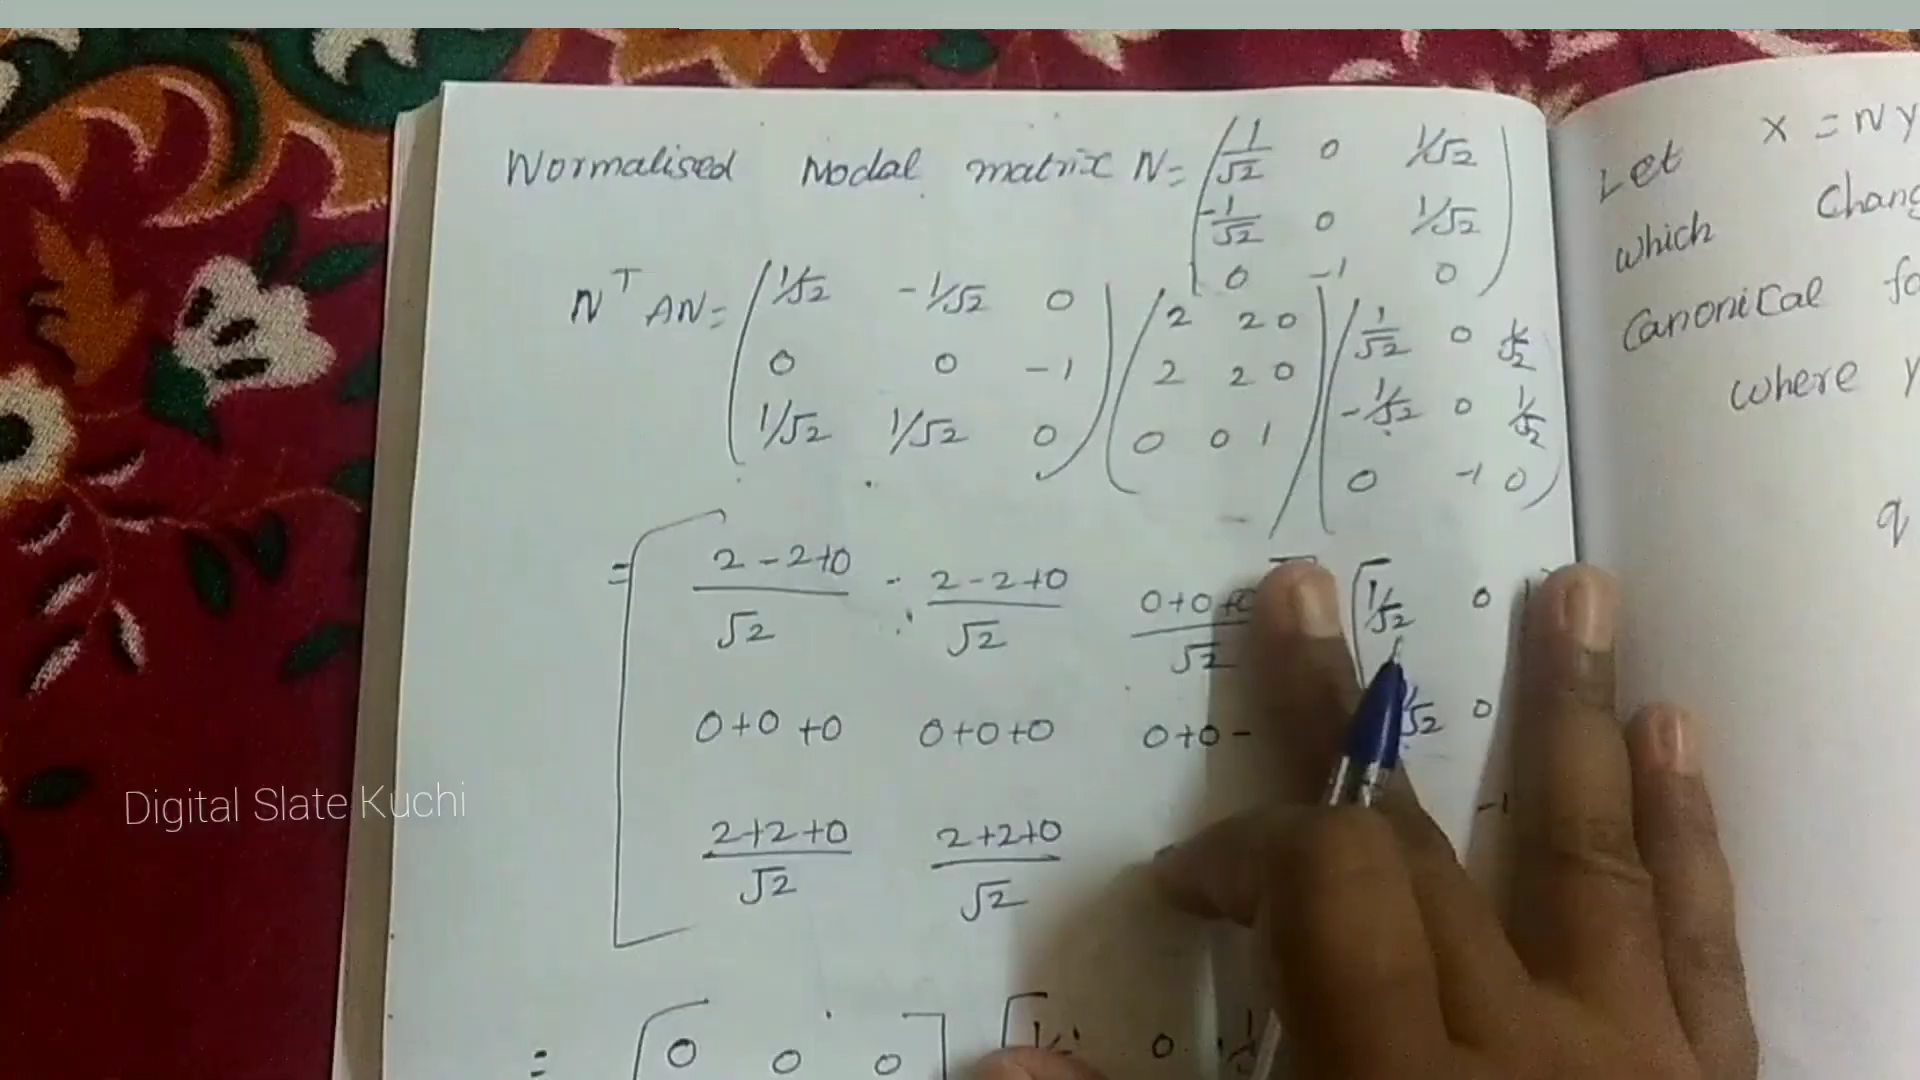 Normalised Modal matrix N= (1/√2 0 1/√2
-1/√2 0 1/√2
0 -1 0)
N^T AN= (1/√2 -1/√2 0) (2 2 0) (1/√2 0 1/√2
0 0 -1 2 2 0 -1/√2 0 1/√2
1/√2 1/√2 0 0 0 1 0 -1 0)
= [(2-2+0)/√2 (2-2+0)/√2 (0+0+0)/√2 [1/√2 0
0+0+0 0+0+0 0+0- 1/√2 0
(2+2+0)/√2 (2+2+0)/√2 -1
= [0 0 0] [ 0
Digital Slate Kuchi
Let x = NY
which
Canonical
where Y
q